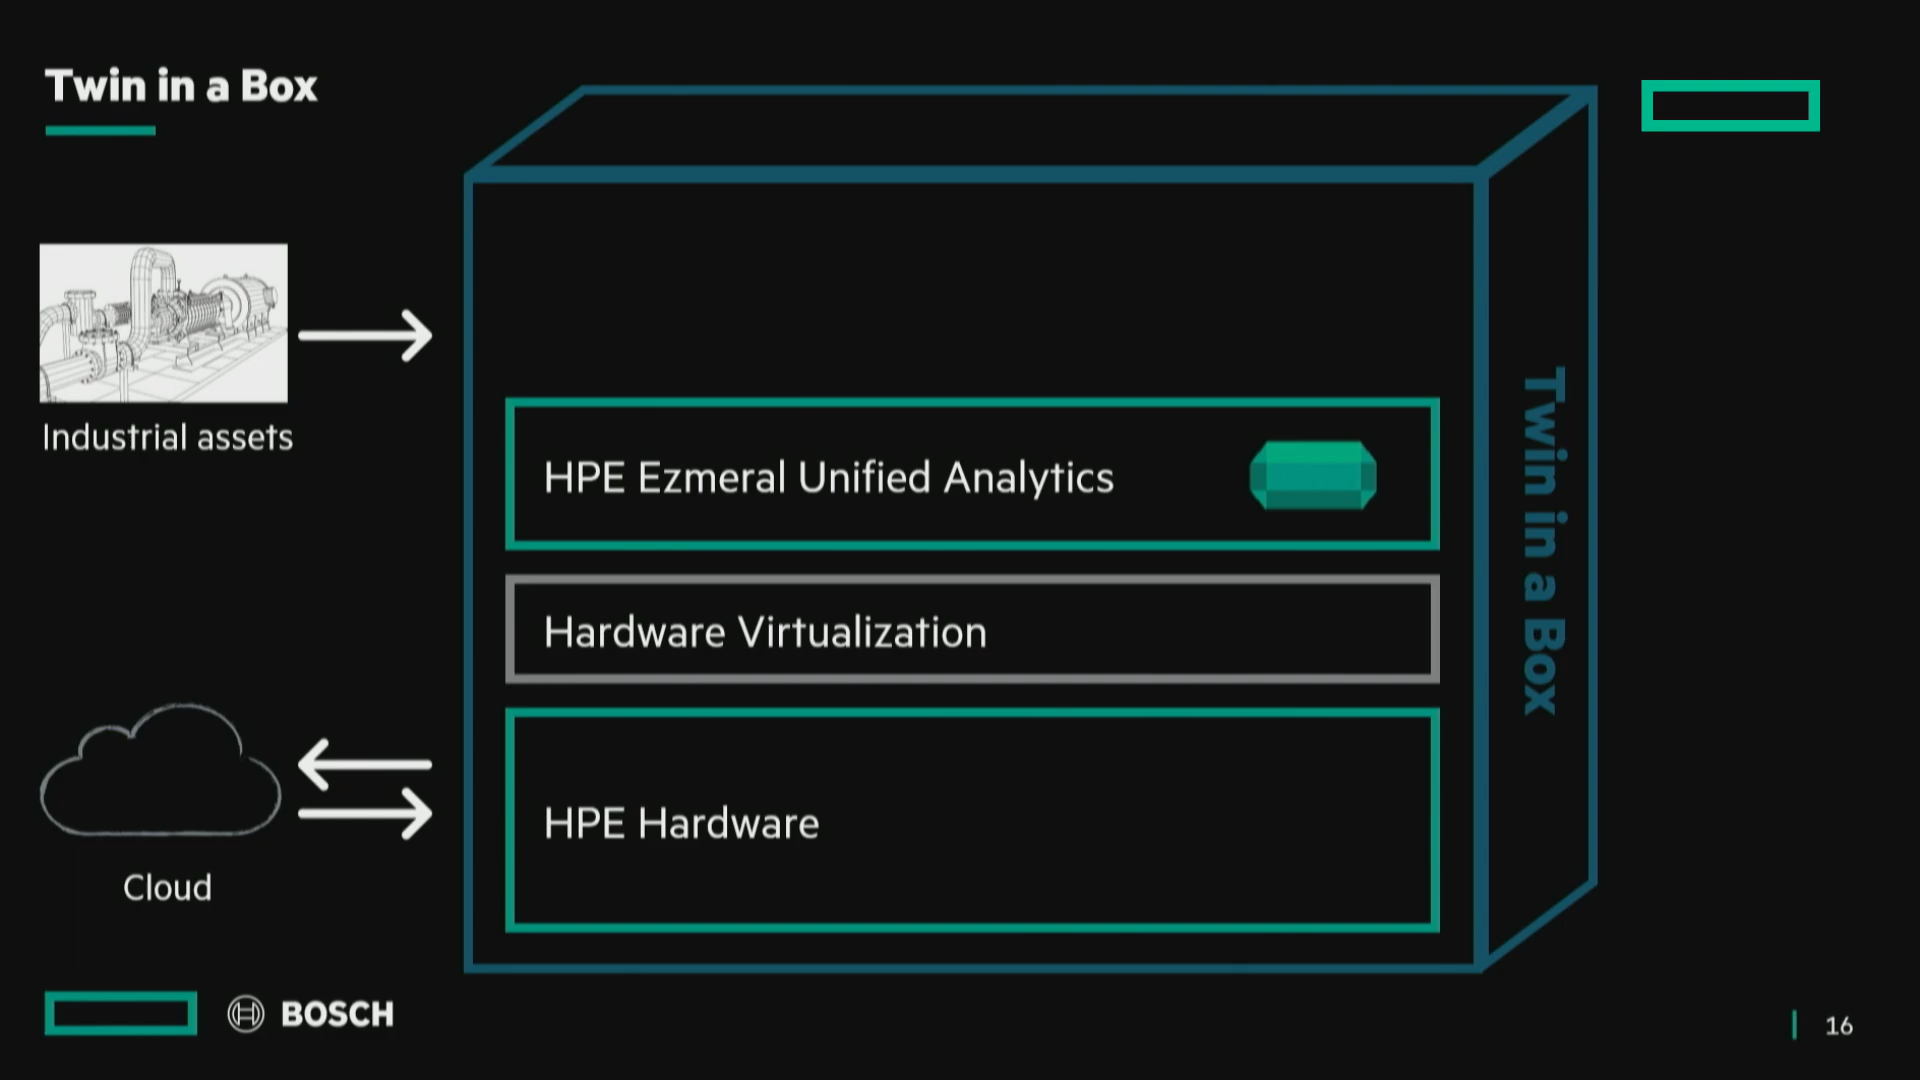 Twin in a Box
Industrial assets
HPE Ezmeral Unified Analytics
Hardware Virtualization
HPE Hardware
Twin in a Box
Cloud
BOSCH
16